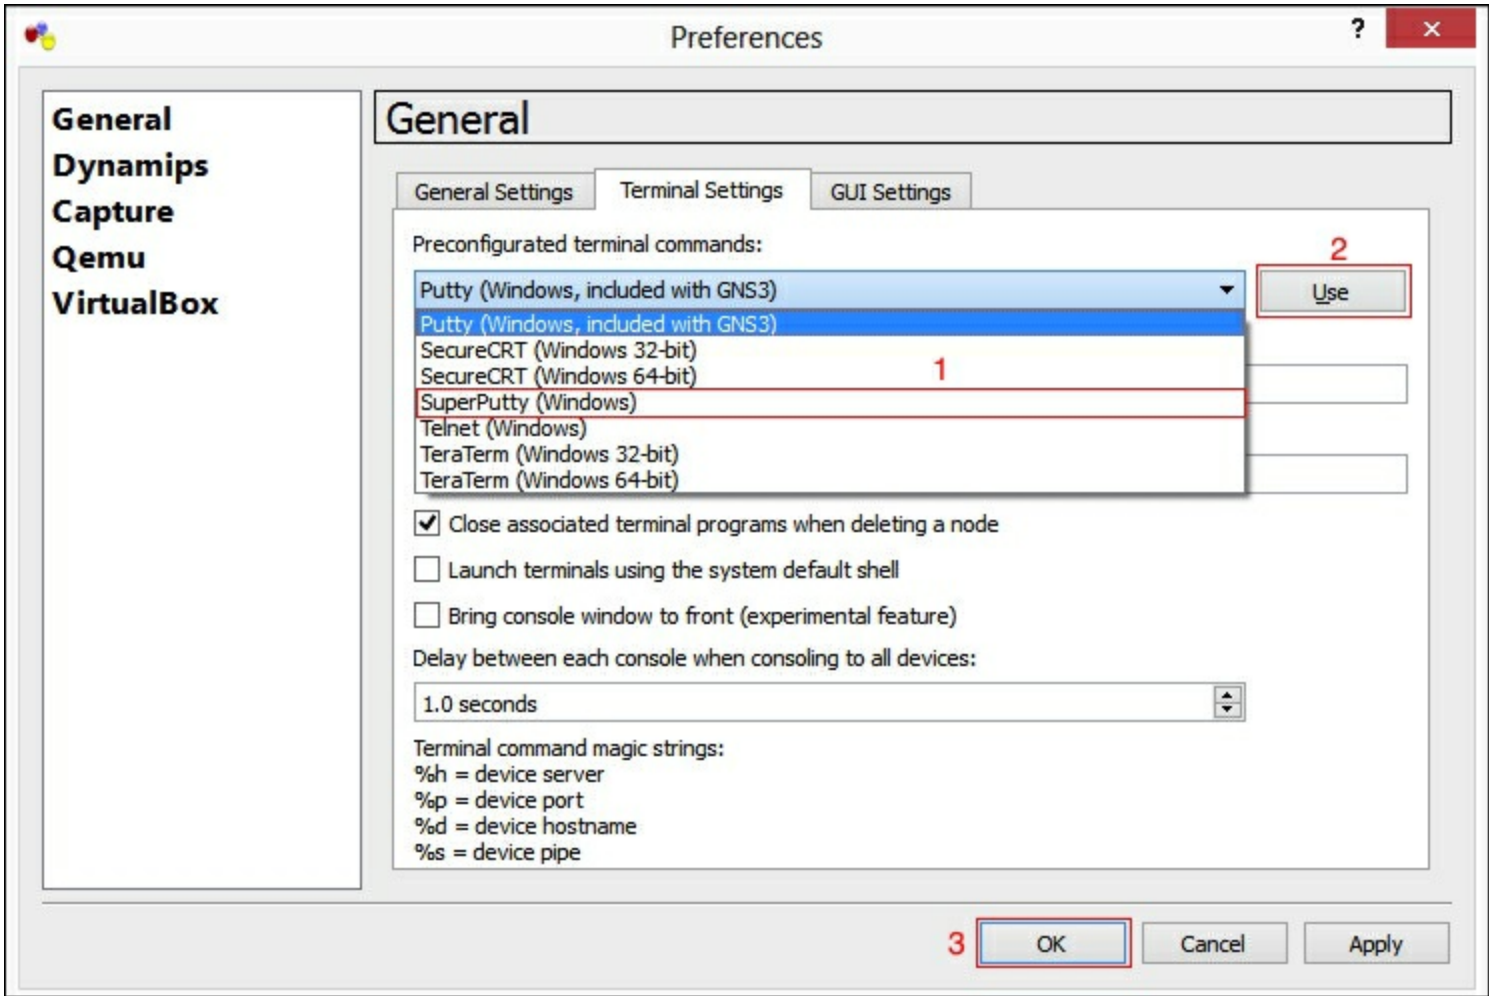 Preferences
?
General
Dynamips
Capture
Qemu
VirtualBox
General
General Settings
Terminal Settings
GUI Settings
Preconfigurated terminal commands:
2
Putty (Windows, included with GNS3)
Use
Putty (Windows, included with GNS3)
SecureCRT (Windows 32-bit)
1
SecureCRT (Windows 64-bit)
SuperPutty (Windows)
Telnet (Windows)
TeraTerm (Windows 32-bit)
TeraTerm (Windows 64-bit)
Close associated terminal programs when deleting a node
Launch terminals using the system default shell
Bring console window to front (experimental feature)
Delay between each console when consoling to all devices:
1.0 seconds
Terminal command magic strings:
%h = device server
%p = device port
%d = device hostname
%s = device pipe
3
OK
Cancel
Apply